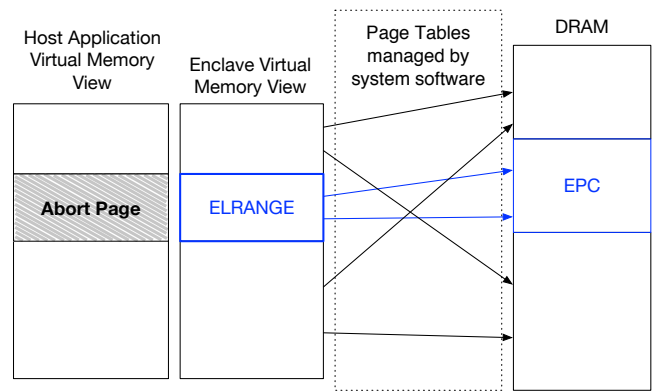 Host Application
Virtual Memory
View
Enclave Virtual
Memory View
Page Tables
managed by
system software
DRAM
Abort Page
ELRANGE
EPC